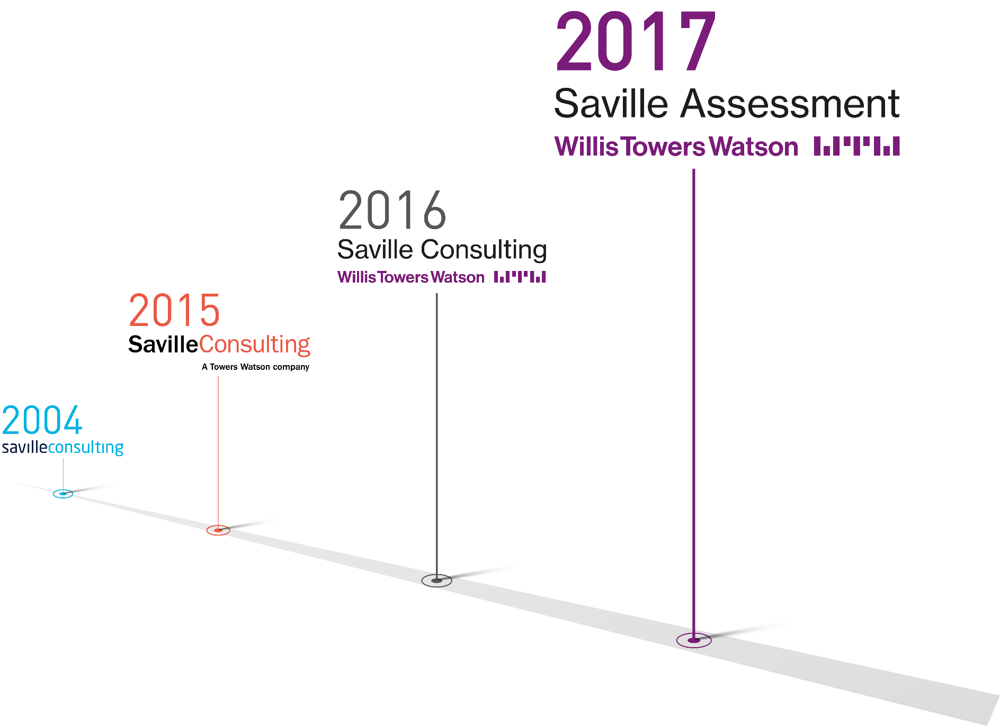 2017
Saville Assessment
Willis Towers Watson
2016
Saville Consulting
Willis Towers Watson
2015
SavilleConsulting
A Towers Watson company
2004
savilleconsulting